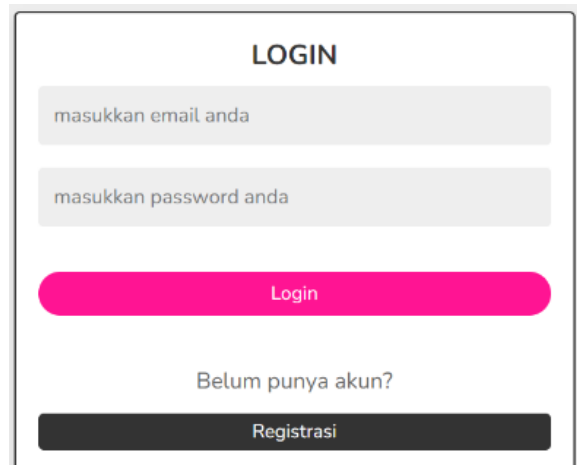 LOGIN
masukkan email anda
masukkan password anda
Login
Belum punya akun?
Registrasi